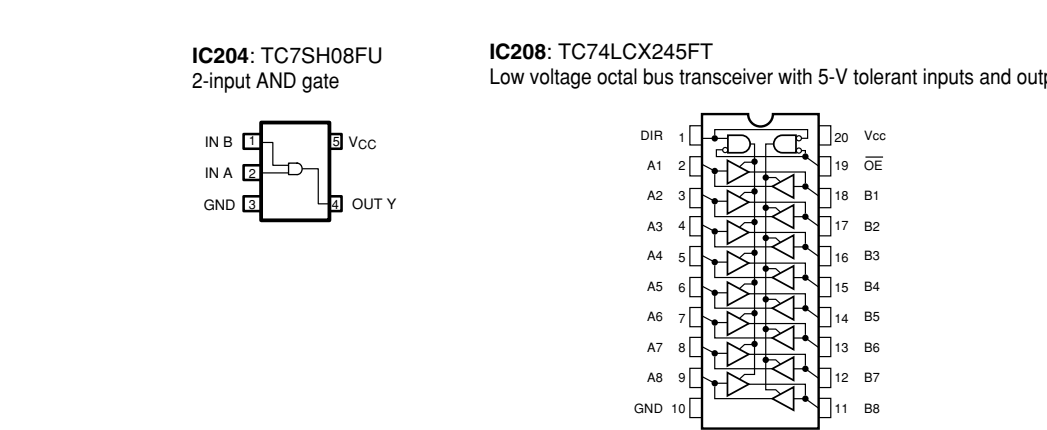 IC204: TC7SH08FU
2-input AND gate
IN B 1
5 VCC
IN A 2
GND 3
4 OUT Y
IC208: TC74LCX245FT
Low voltage octal bus transceiver with 5-V tolerant inputs and outp
DIR 1
20 Vcc
A1 2
19 OE
A2 3
18 B1
A3 4
17 B2
A4 5
16 B3
A5 6
15 B4
A6 7
14 B5
A7 8
13 B6
A8 9
12 B7
GND 10
11 B8